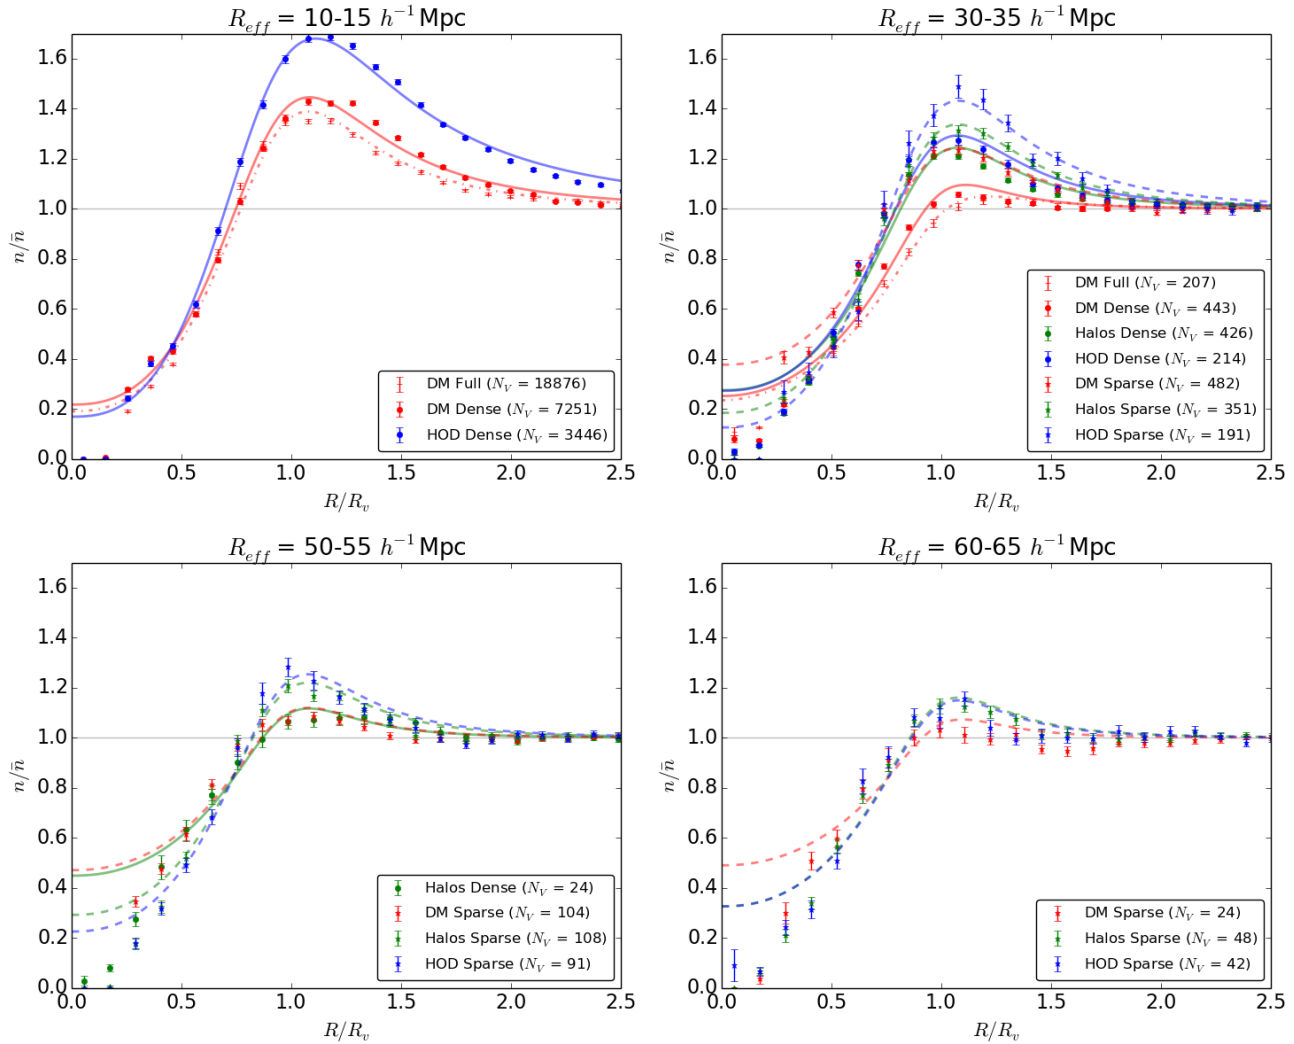 R_eff = 10-15 h⁻¹ Mpc
1.6
1.4
1.2
1.0
0.8
0.6
0.4
0.2
0.0
n/n̄
DM Full (N_V = 18876)
DM Dense (N_V = 7251)
HOD Dense (N_V = 3446)
0.0 0.5 1.0 1.5 2.0 2.5
R/R_v
R_eff = 30-35 h⁻¹ Mpc
1.6
1.4
1.2
1.0
0.8
0.6
0.4
0.2
0.0
n/n̄
DM Full (N_V = 207)
DM Dense (N_V = 443)
Halos Dense (N_V = 426)
HOD Dense (N_V = 214)
DM Sparse (N_V = 482)
Halos Sparse (N_V = 351)
HOD Sparse (N_V = 191)
0.0 0.5 1.0 1.5 2.0 2.5
R/R_v
R_eff = 50-55 h⁻¹ Mpc
1.6
1.4
1.2
1.0
0.8
0.6
0.4
0.2
0.0
n/n̄
Halos Dense (N_V = 24)
DM Sparse (N_V = 104)
Halos Sparse (N_V = 108)
HOD Sparse (N_V = 91)
0.0 0.5 1.0 1.5 2.0 2.5
R/R_v
R_eff = 60-65 h⁻¹ Mpc
1.6
1.4
1.2
1.0
0.8
0.6
0.4
0.2
0.0
n/n̄
DM Sparse (N_V = 24)
Halos Sparse (N_V = 48)
HOD Sparse (N_V = 42)
0.0 0.5 1.0 1.5 2.0 2.5
R/R_v